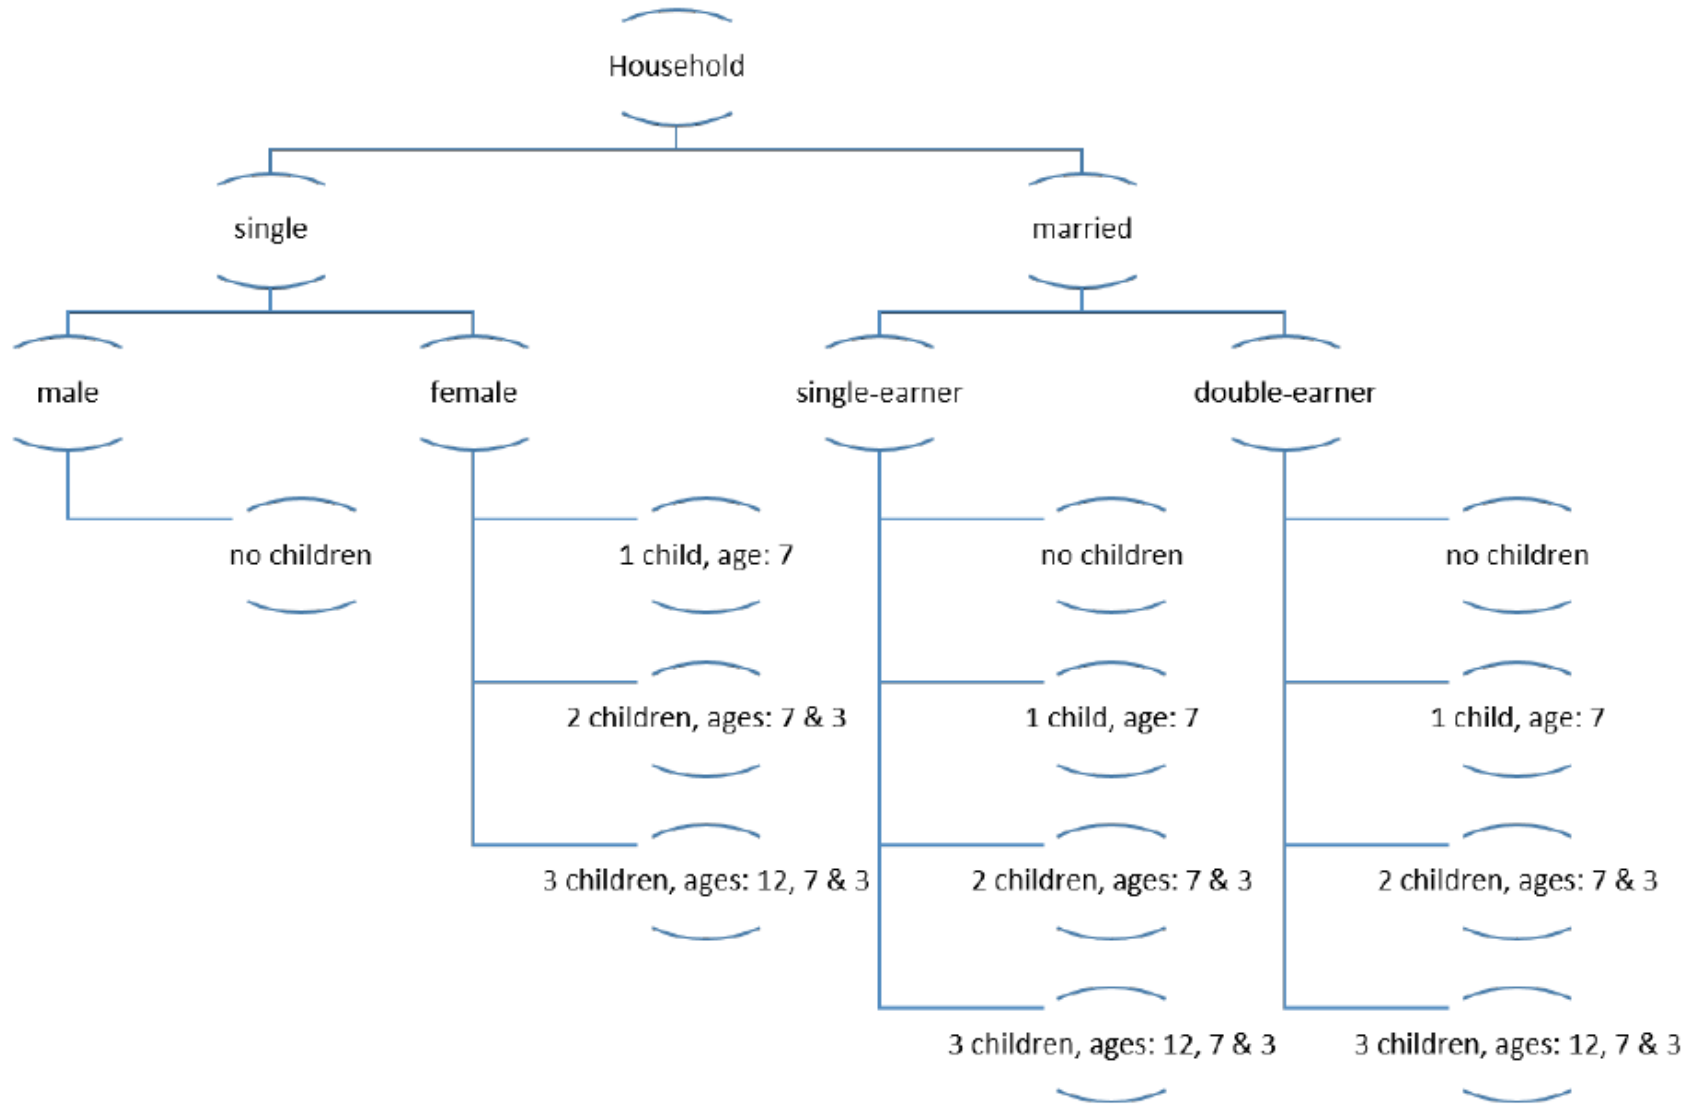 Household
single
married
male
female
single-earner
double-earner
no children
1 child, age: 7
no children
no children
2 children, ages: 7 & 3
1 child, age: 7
1 child, age: 7
3 children, ages: 12, 7 & 3
2 children, ages: 7 & 3
2 children, ages: 7 & 3
3 children, ages: 12, 7 & 3
3 children, ages: 12, 7 & 3